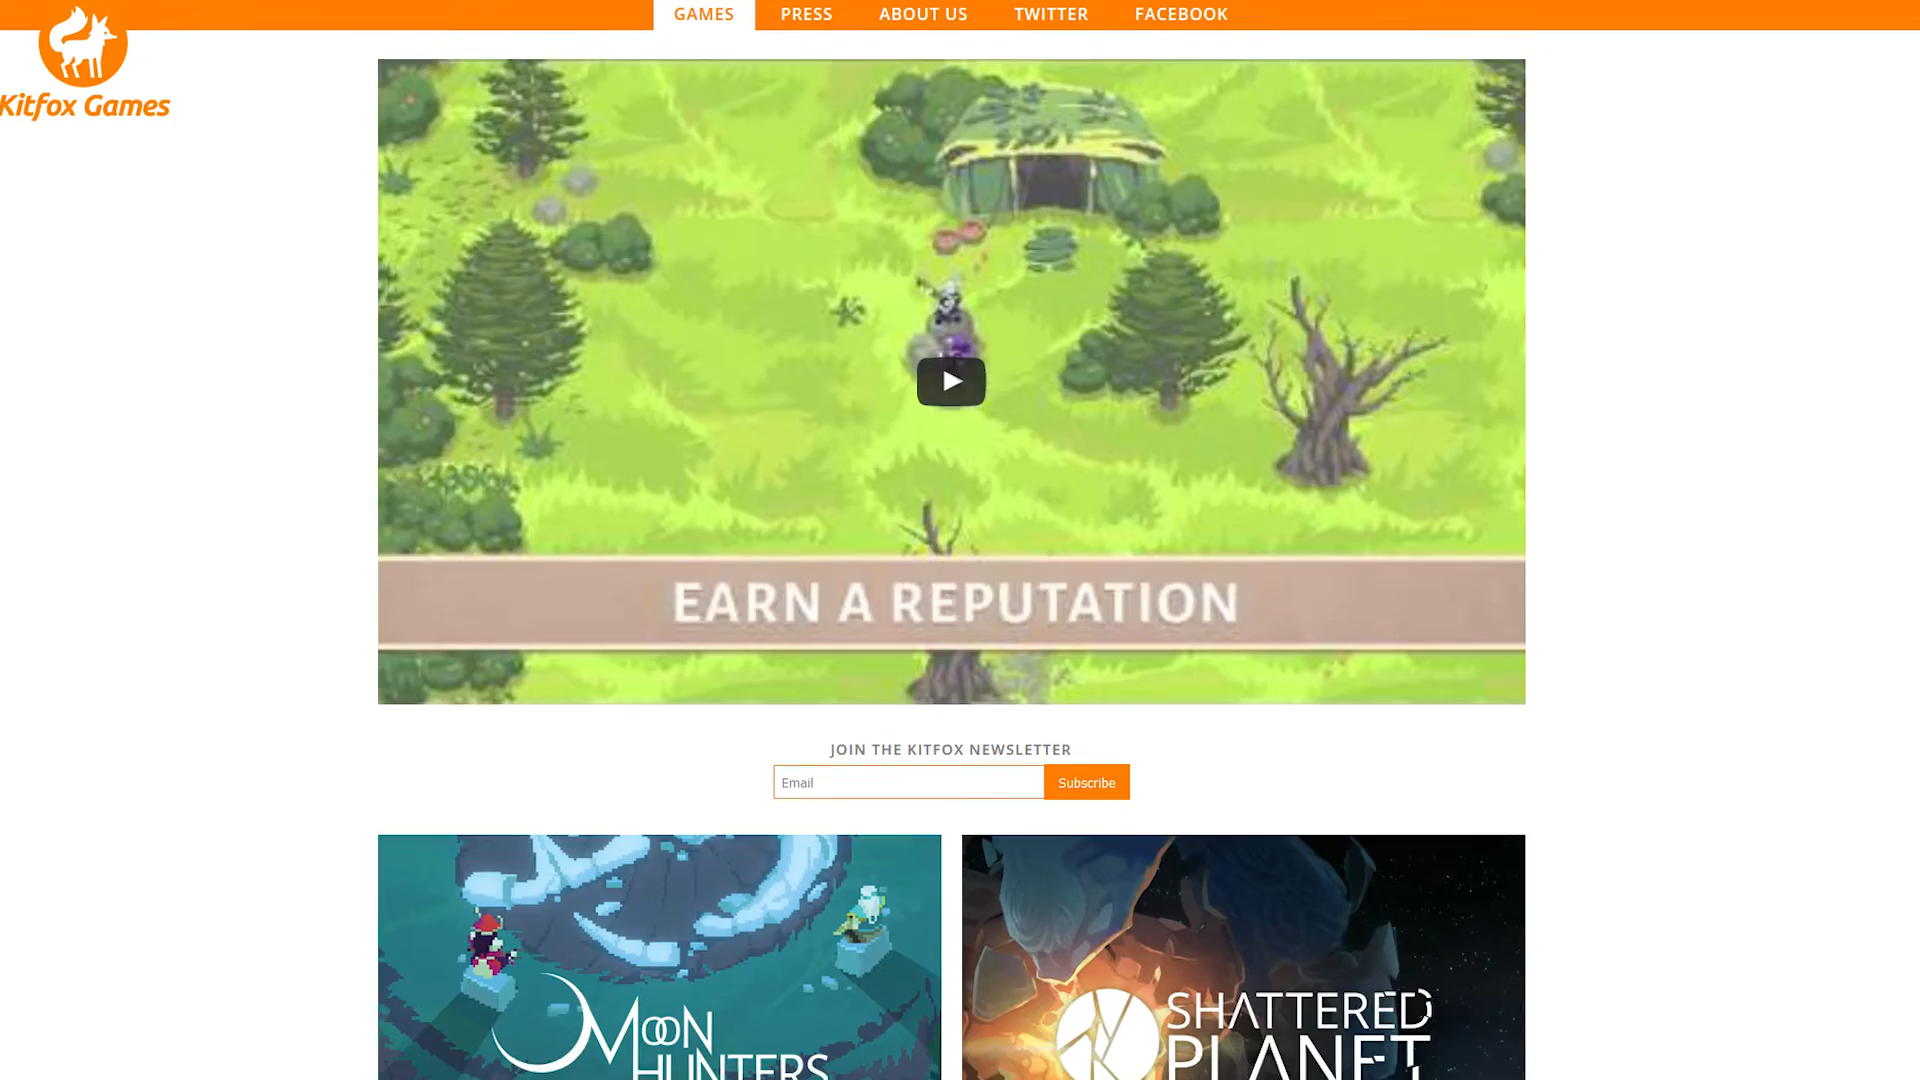 GAMES
PRESS
ABOUT US
TWITTER
FACEBOOK
Kitfox Games
EARN A REPUTATION
JOIN THE KITFOX NEWSLETTER
Email
Subscribe
MOON
HUNTERS
SHATTERED
PLANET